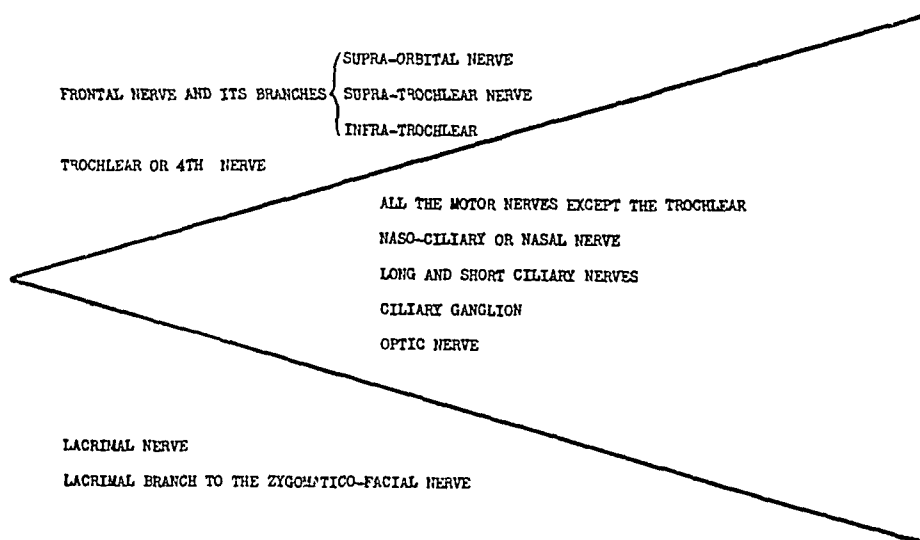 SUPRA-ORBITAL NERVE
FRONTAL NERVE AND ITS BRANCHES SUPRA-TROCHLEAR NERVE
INFRA-TROCHLEAR
TROCHLEAR OR 4TH NERVE
ALL THE MOTOR NERVES EXCEPT THE TROCHLEAR
NASO-CILIARY OR NASAL NERVE
LONG AND SHORT CILIARY NERVES
CILIARY GANGLION
OPTIC NERVE
LACRIMAL NERVE
LACRIMAL BRANCH TO THE ZYGOMATICO-FACIAL NERVE